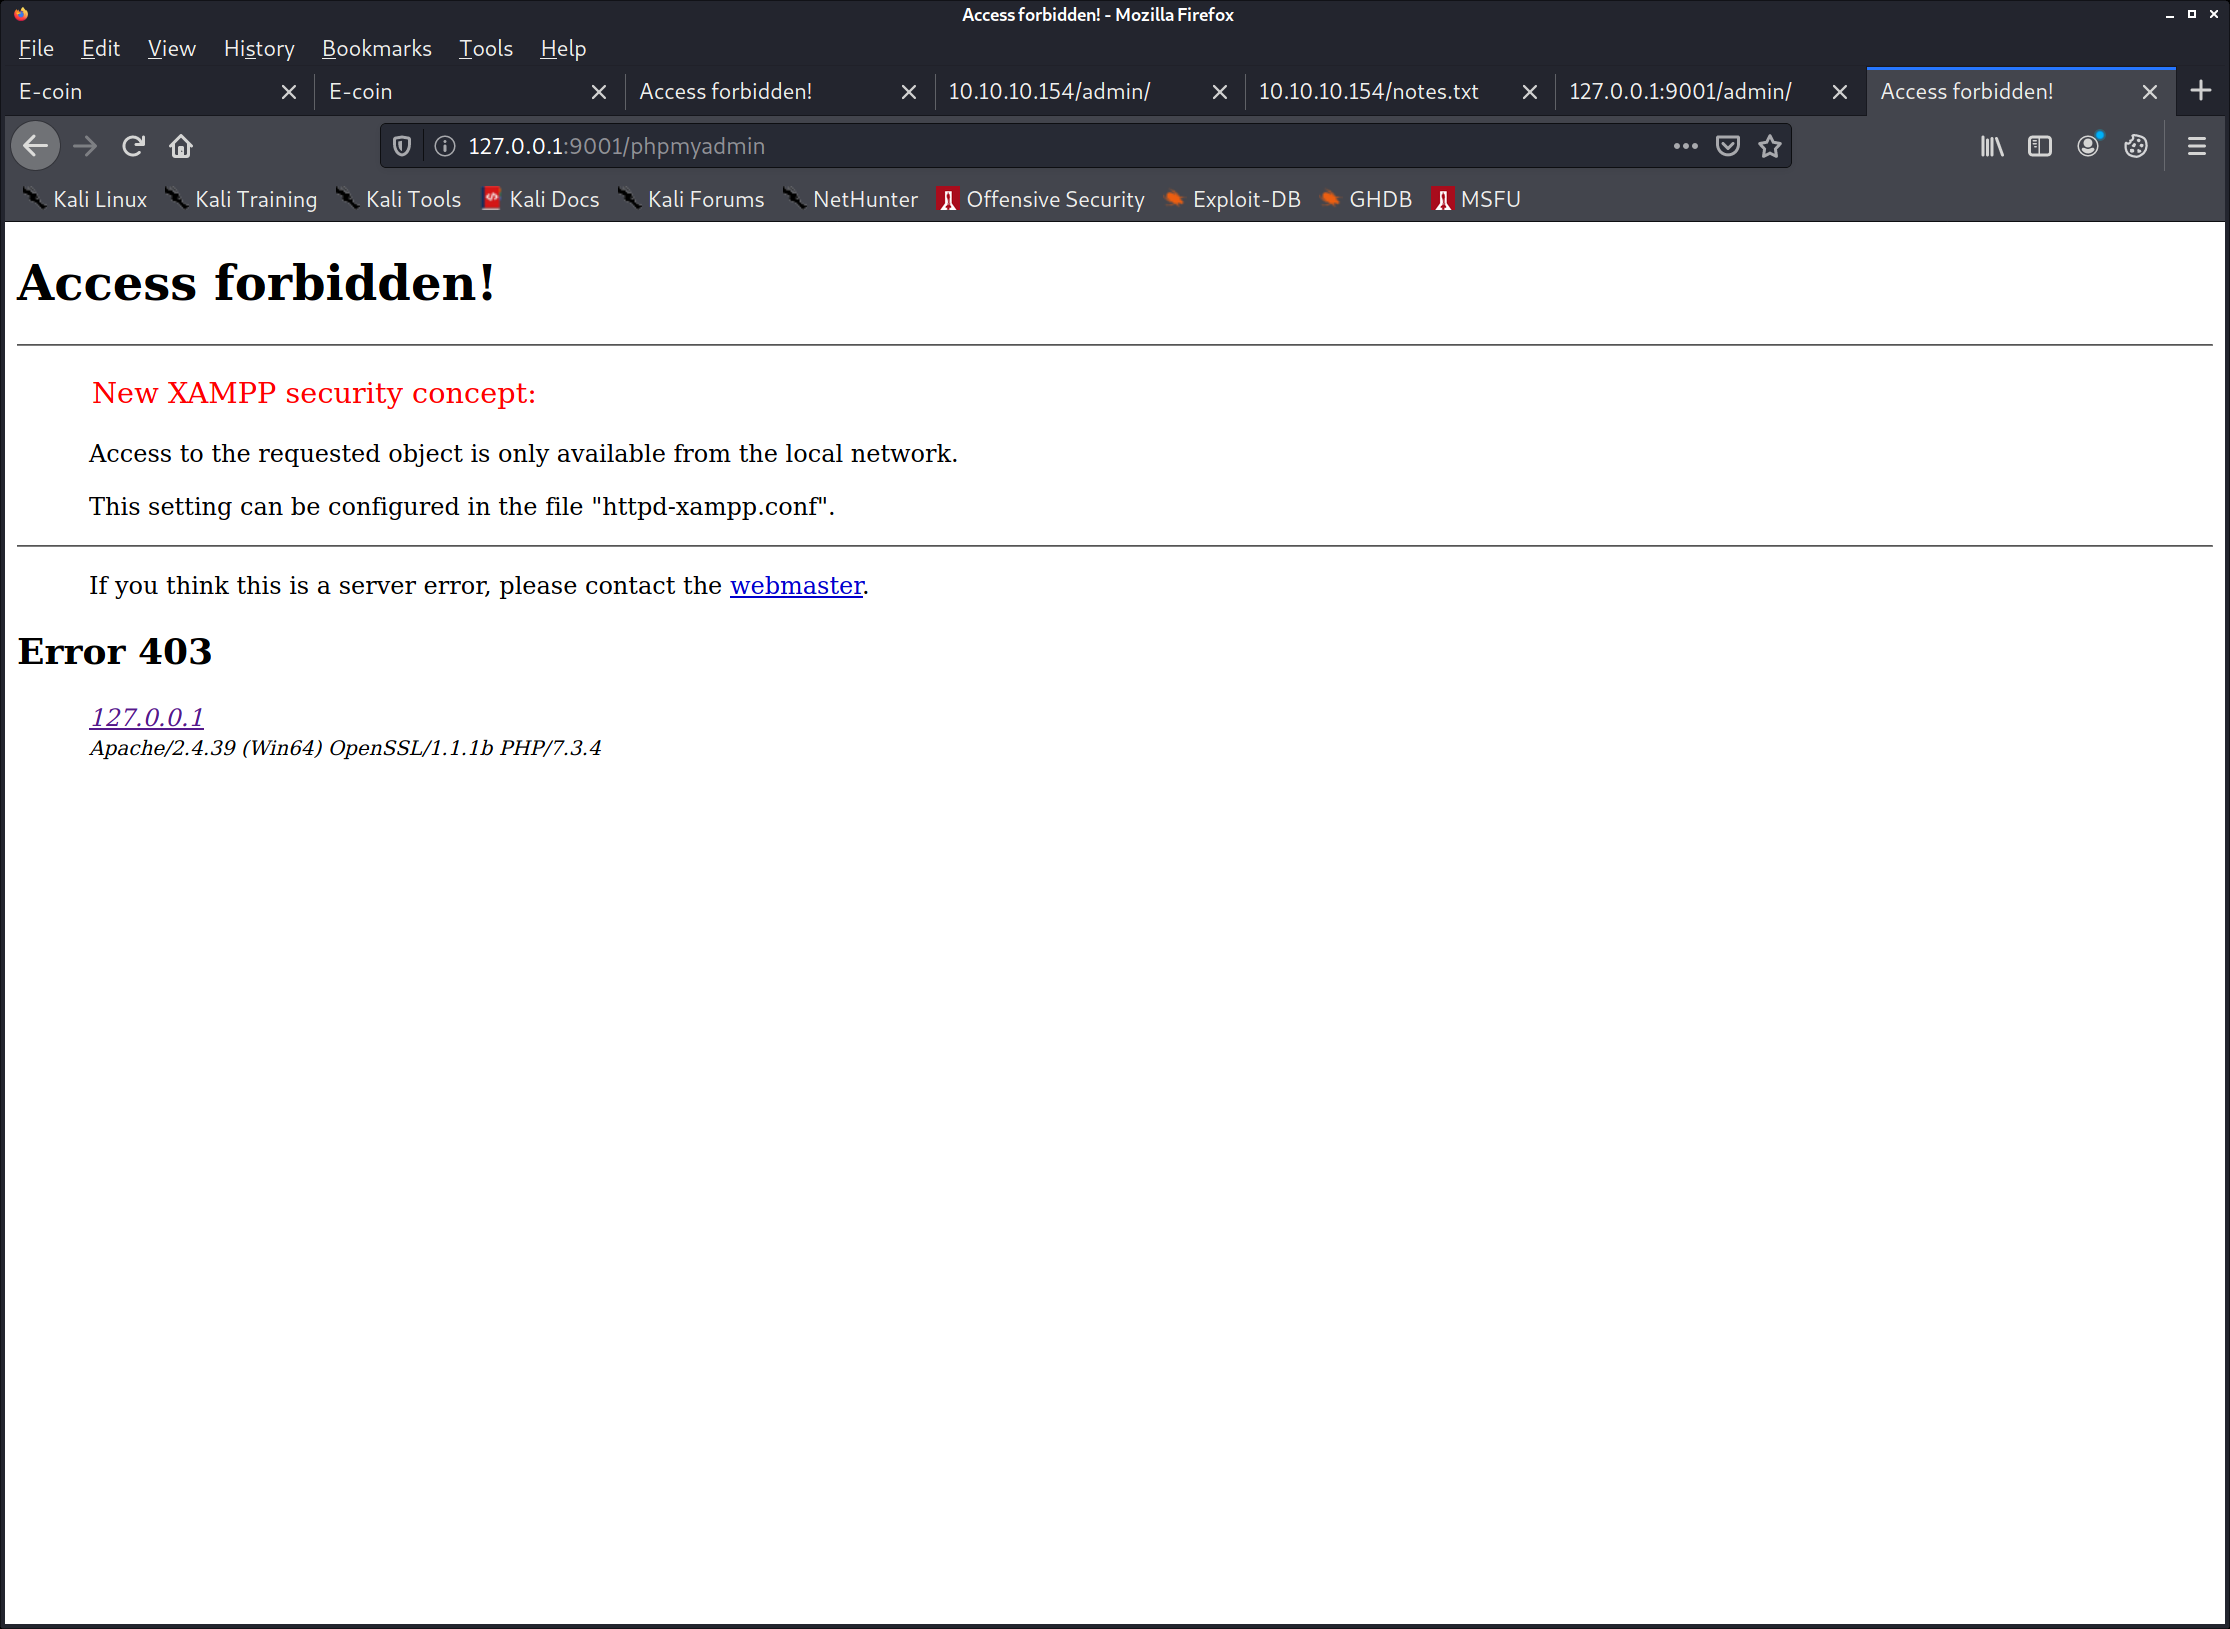 Access forbidden! - Mozilla Firefox
File Edit View History Bookmarks Tools Help
E-coin E-coin Access forbidden! 10.10.10.154/admin/ 10.10.10.154/notes.txt 127.0.0.1:9001/admin/ Access forbidden!
127.0.0.1:9001/phpmyadmin
Kali Linux Kali Training Kali Tools Kali Docs Kali Forums NetHunter Offensive Security Exploit-DB GHDB MSFU
Access forbidden!
New XAMPP security concept:
Access to the requested object is only available from the local network.
This setting can be configured in the file "httpd-xampp.conf".
If you think this is a server error, please contact the webmaster.
Error 403
127.0.0.1
Apache/2.4.39 (Win64) OpenSSL/1.1.1b PHP/7.3.4